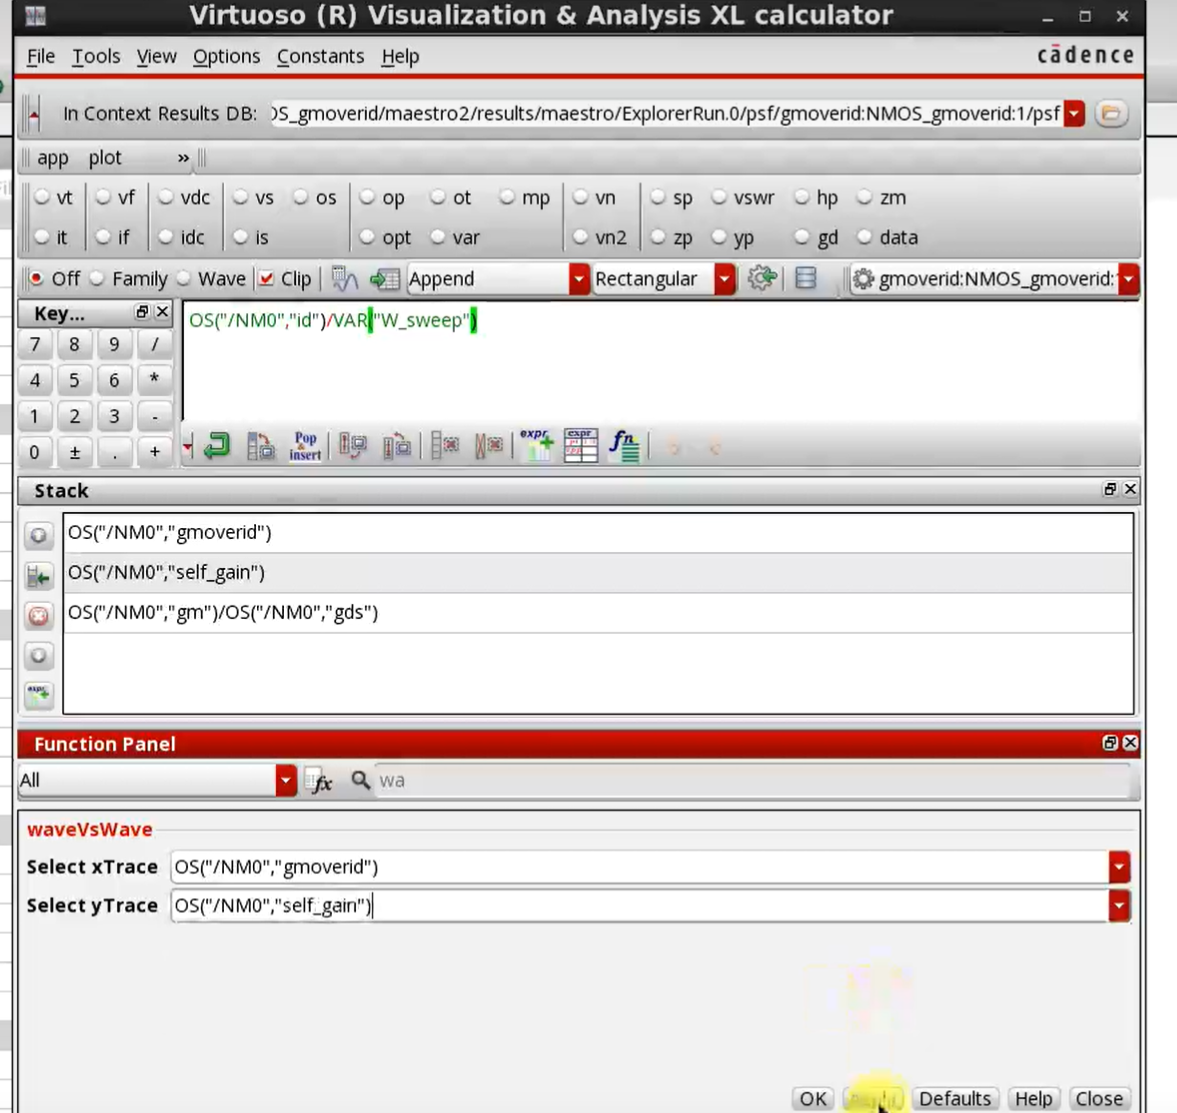 Virtuoso (R) Visualization & Analysis XL calculator
File Tools View Options Constants Help cādence
In Context Results DB: OS_gmoverid/maestro2/results/maestro/ExplorerRun.0/psf/gmoverid:NMOS_gmoverid:1/psf
app plot »
vt vf vdc vs os op ot mp vn sp vswr hp zm
it if idc is opt var vn2 zp yp gd data
Off Family Wave Clip Append Rectangular gmoverid:NMOS_gmoverid:
Key...
OS("/NM0","id")/VAR("W_sweep")
7 8 9 /
4 5 6 *
1 2 3 -
0 ± . +
Pop insert expr expr fn
Stack
OS("/NM0","gmoverid")
OS("/NM0","self_gain")
OS("/NM0","gm")/OS("/NM0","gds")
expr
Function Panel
All fx wa
waveVsWave
Select xTrace OS("/NM0","gmoverid")
Select yTrace OS("/NM0","self_gain")
OK Defaults Help Close